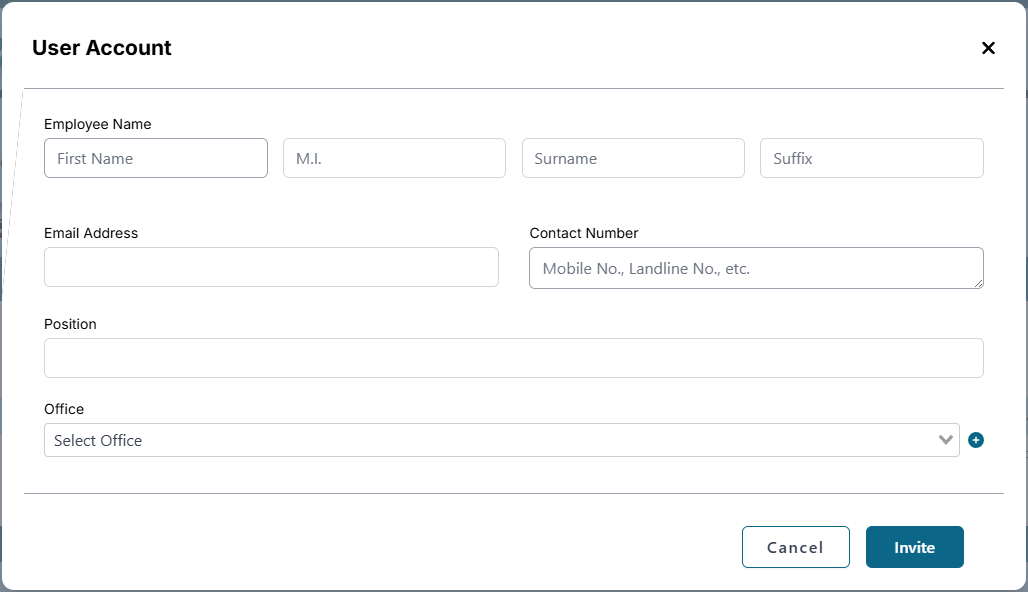 User Account
Employee Name
First Name M.I. Surname Suffix
Email Address Contact Number
Mobile No., Landline No., etc.
Position
Office
Select Office
Cancel Invite